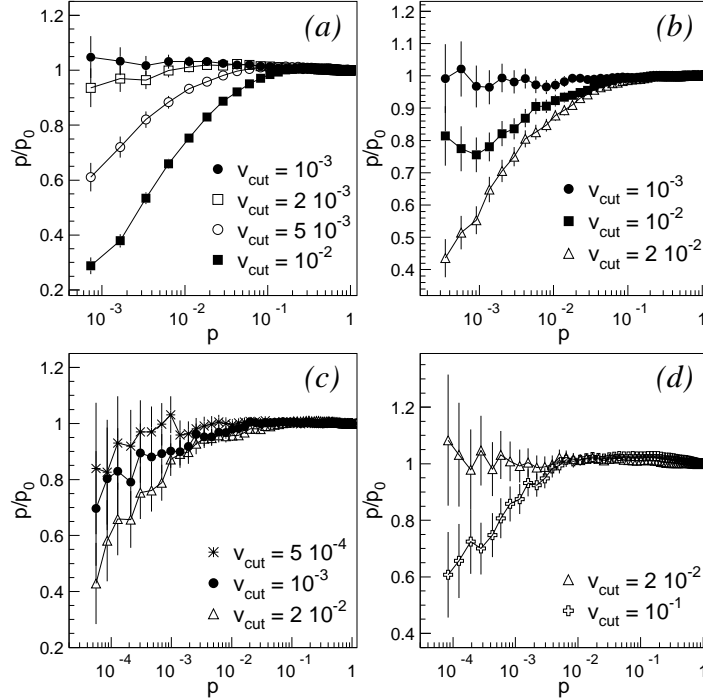 (a)
p/p0
1.2
1
0.8
0.6
0.4
0.2
vcut = 10-3
vcut = 2 10-3
vcut = 5 10-3
vcut = 10-2
10-3 10-2 10-1 1
p
(b)
p/p0
1.2
1.1
1
0.9
0.8
0.7
0.6
0.5
0.4
vcut = 10-3
vcut = 10-2
vcut = 2 10-2
10-3 10-2 10-1 1
p
(c)
p/p0
1.2
1
0.8
0.6
0.4
0.2
vcut = 5 10-4
vcut = 10-3
vcut = 2 10-2
10-4 10-3 10-2 10-1 1
p
(d)
p/p0
1.4
1.2
1
0.8
0.6
0.4
vcut = 2 10-2
vcut = 10-1
10-4 10-3 10-2 10-1 1
p